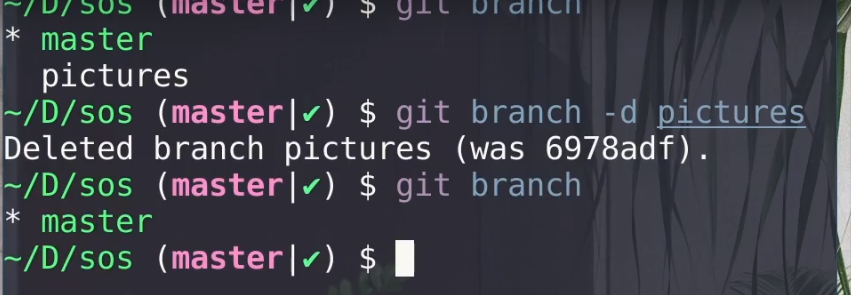 ~/D/sos (master|✔) $ git branch
* master
  pictures
~/D/sos (master|✔) $ git branch -d pictures
Deleted branch pictures (was 6978adf).
~/D/sos (master|✔) $ git branch
* master
~/D/sos (master|✔) $